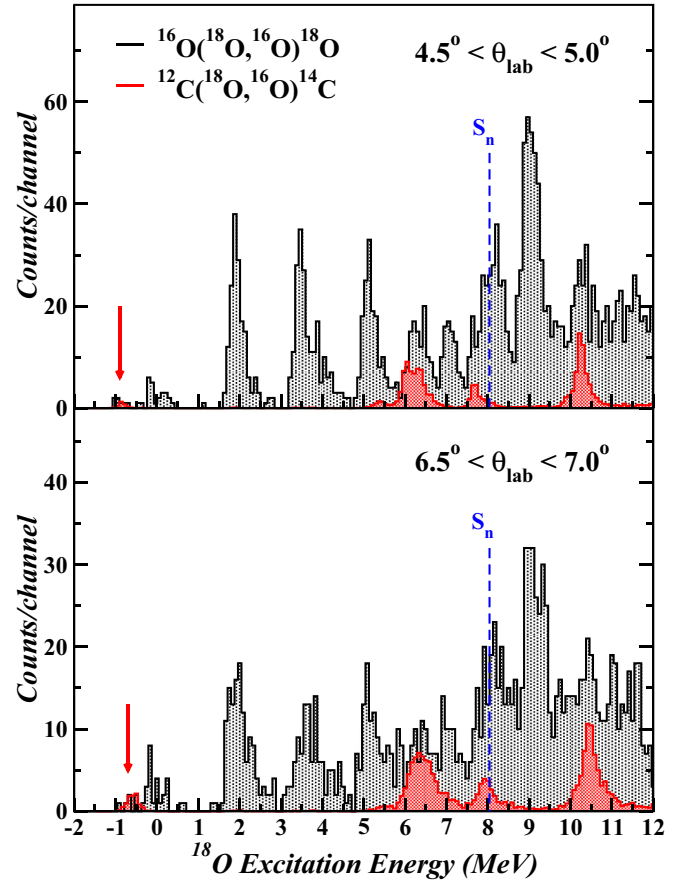 ¹⁶O(¹⁸O,¹⁶O)¹⁸O
¹²C(¹⁸O,¹⁶O)¹⁴C
4.5° < θ_lab < 5.0°
Sₙ
Counts/channel
60
40
20
0
6.5° < θ_lab < 7.0°
Sₙ
Counts/channel
40
30
20
10
0
-2 -1 0 1 2 3 4 5 6 7 8 9 10 11 12
¹⁸O Excitation Energy (MeV)